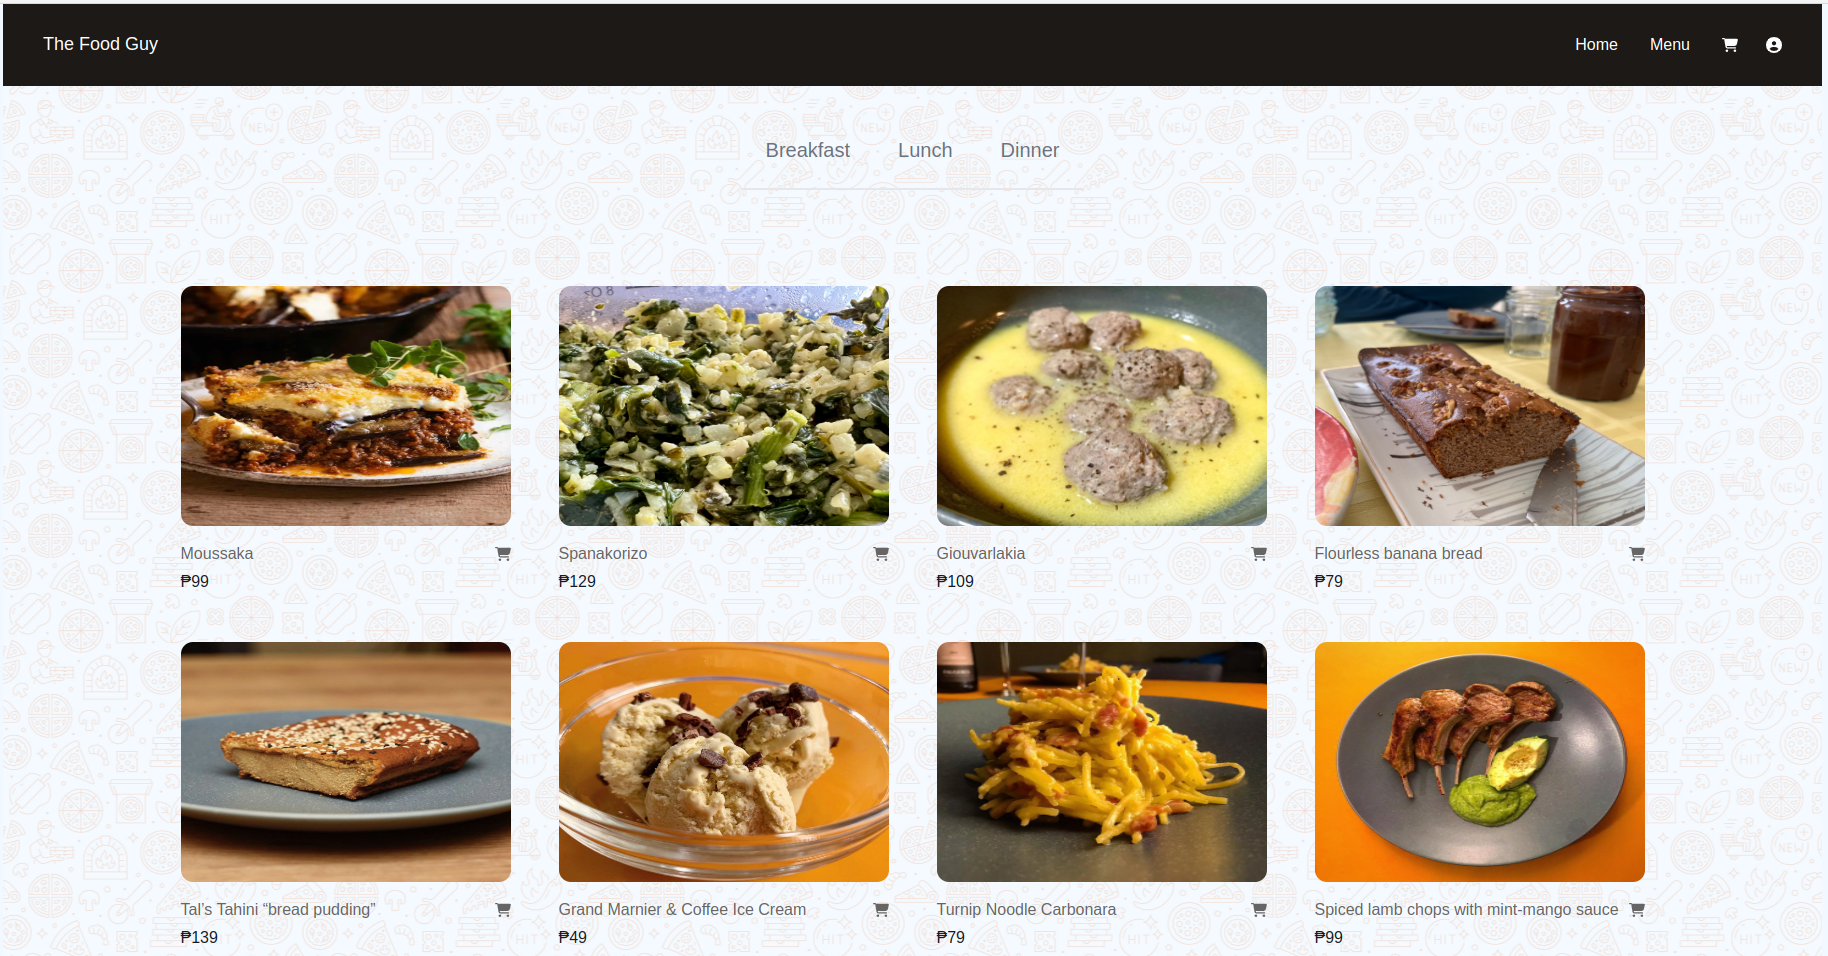 The Food Guy
Home Menu
Breakfast Lunch Dinner
Moussaka
₱99
Spanakorizo
₱129
Giouvarlakia
₱109
Flourless banana bread
₱79
Tal’s Tahini “bread pudding”
₱139
Grand Marnier & Coffee Ice Cream
₱49
Turnip Noodle Carbonara
₱79
Spiced lamb chops with mint-mango sauce
₱99
NEW
HIT